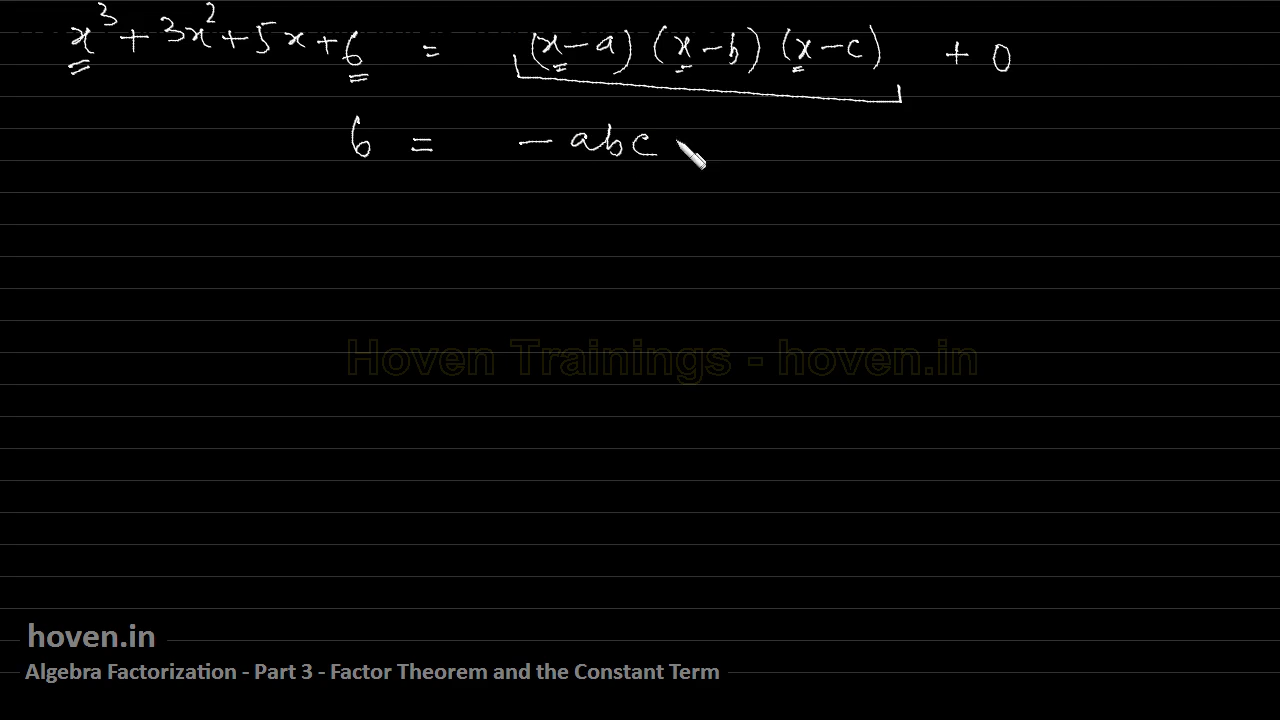 x³ + 3x² + 5x + 6 = (x - a) (x - b) (x - c) + 0
6 = - abc
Hoven Trainings - hoven.in
hoven.in
Algebra Factorization - Part 3 - Factor Theorem and the Constant Term